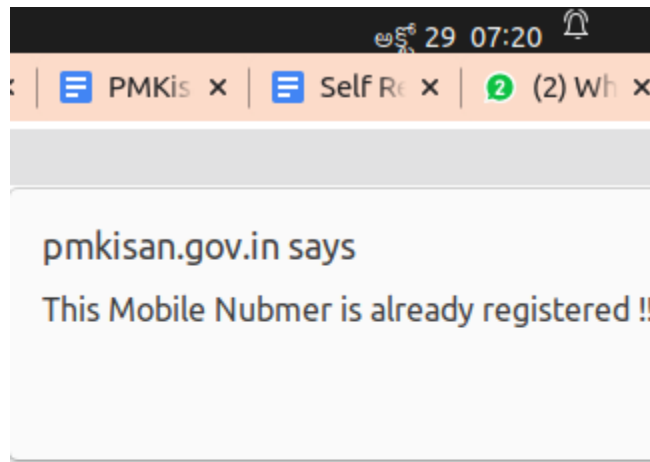 అక్టో 29 07:20
PMKis Self Re 2 (2) Wh
pmkisan.gov.in says
This Mobile Nubmer is already registered !!